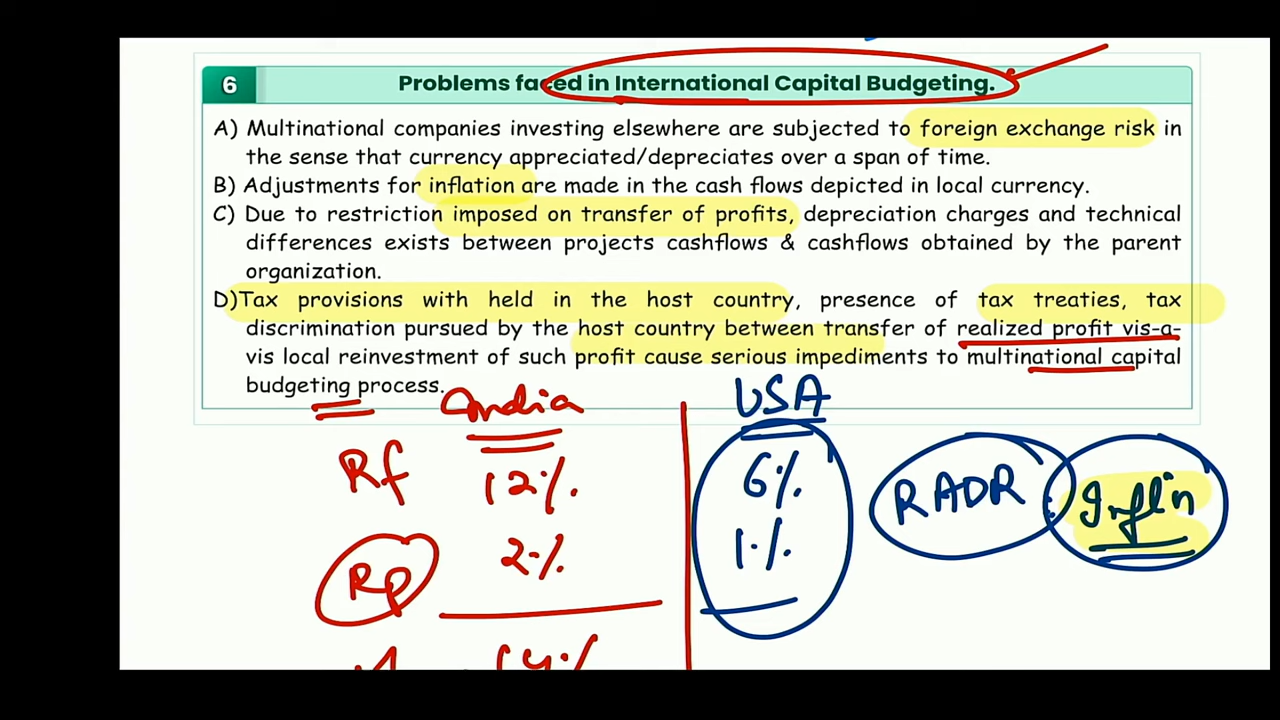 6 Problems faced in International Capital Budgeting.
A) Multinational companies investing elsewhere are subjected to foreign exchange risk in
the sense that currency appreciated/depreciates over a span of time.
B) Adjustments for inflation are made in the cash flows depicted in local currency.
C) Due to restriction imposed on transfer of profits, depreciation charges and technical
differences exists between projects cashflows & cashflows obtained by the parent
organization.
D)Tax provisions with held in the host country, presence of tax treaties, tax
discrimination pursued by the host country between transfer of realized profit vis-a-
vis local reinvestment of such profit cause serious impediments to multinational capital
budgeting process.
India USA
Rf 12% 6% RADR Infln
Rp 2% 1%
14%